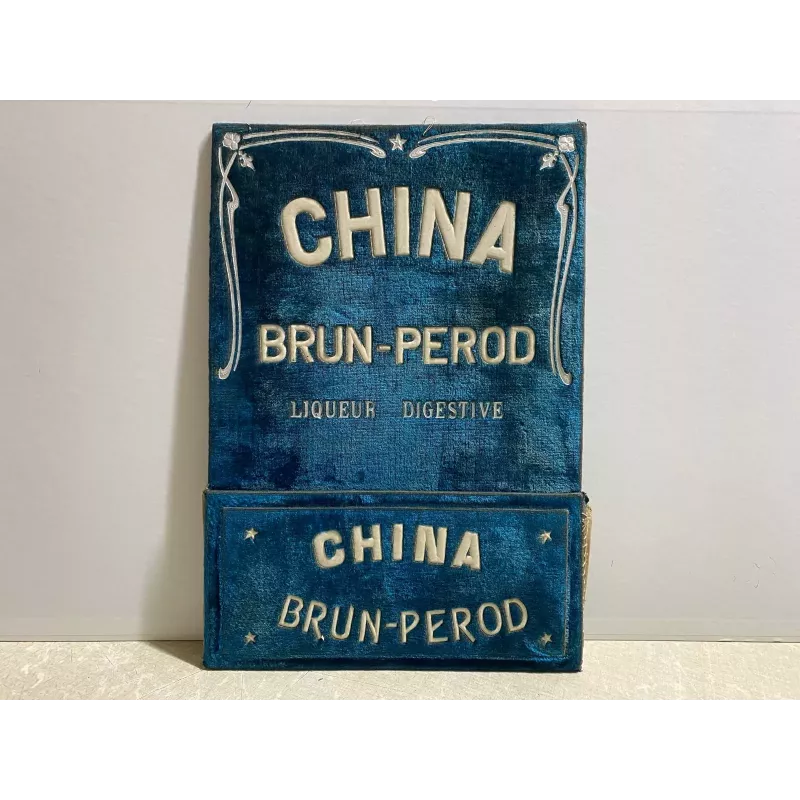 CHINA
BRUN-PEROD
LIQUEUR DIGESTIVE
CHINA
BRUN-PEROD